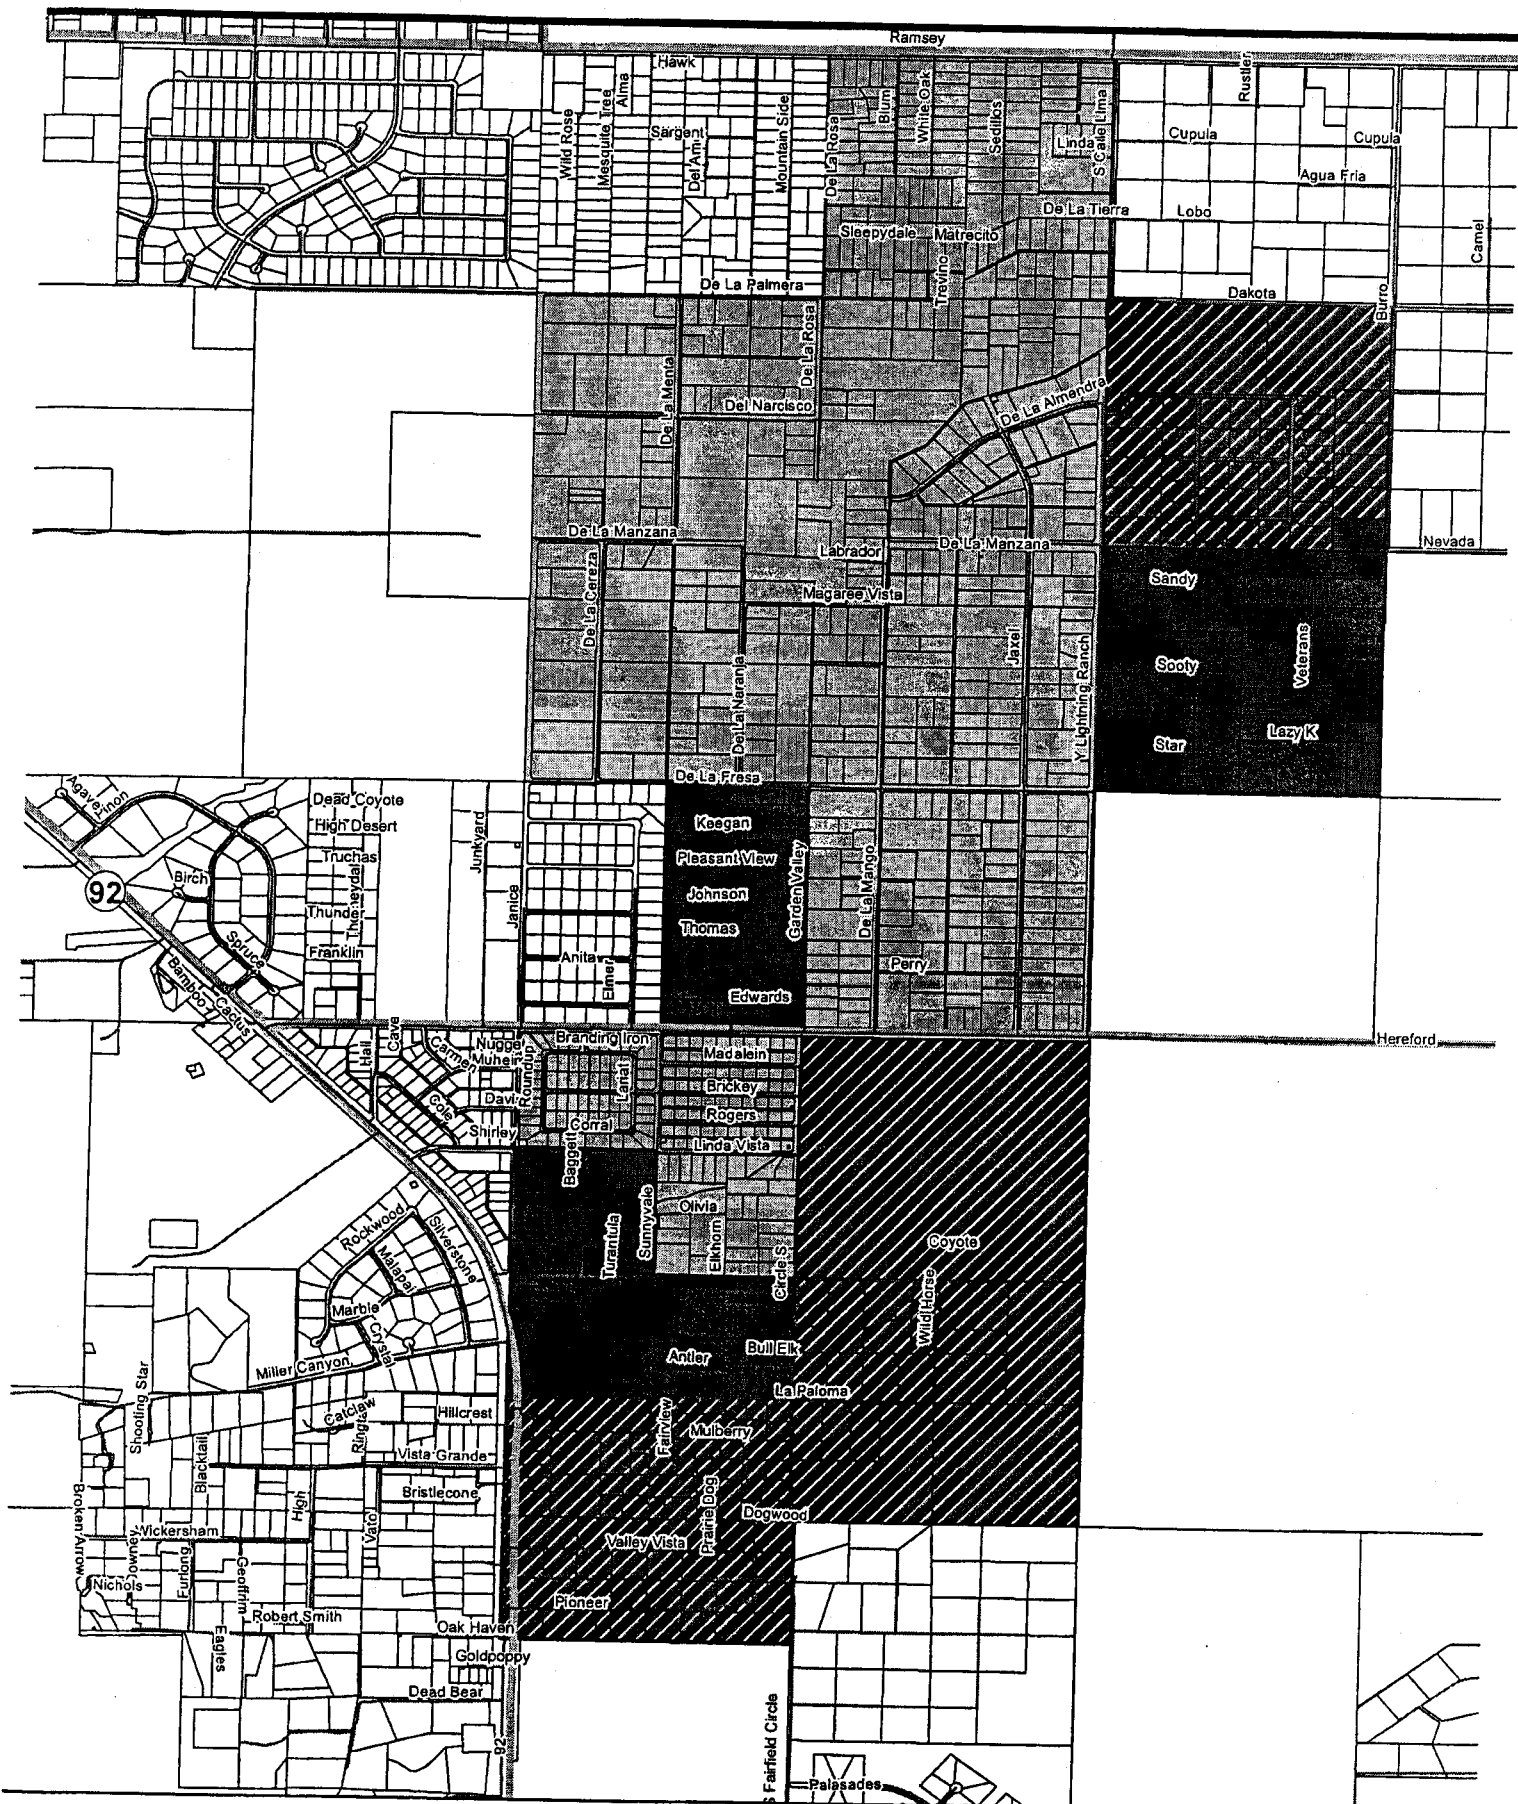 Ramsey
Hawk
Alma
Mesquite Tree
Wild Rose
Sargent
Del Amo
Mountain Side
De La Rosa
Blum
White Oak
Sedillos
Linda
S Calle Lima
Rustler
Cupula
Cupula
Agua Fria
Lobo
Camel
De La Tierra
Sleepydale
Matrecito
Trevino
De La Palmera
Dakota
Burro
De La Rosa
De La Menta
Del Narcisco
De La Almendra
De La Manzana
De La Cereza
Labrador
De La Manzana
Magaree Vista
Nevada
Sandy
Sooty
Veterans
Star
Lazy K
Jaxel
Y Lightning Ranch
De La Naranja
De La Fresa
Agave
Pinon
Dead Coyote
High Desert
Truchas
Birch
92
Thunder
Franklin
Spruce
Bamboo
Cactus
Junkyard
Janice
Anita
Elmer
Keegan
Pleasant View
Johnson
Thomas
Edwards
Garden Valley
De La Mango
Perry
Hereford
Hall
Cave
Carmen
Cole
Shirley
Roundup
Branding Iron
Lariat
Corral
Baggett
Madalein
Brickey
Rogers
Linda Vista
Olivia
Elkhorn
Sunnyvale
Turantula
Circle S
Coyote
Wild Horse
Rockwood
Silverstone
Malapai
Marble
Crystal
Miller Canyon
Antler
Bull Elk
La Paloma
Shooting Star
Catclaw
Hillcrest
Vista Grande
Fairview
Mulberry
Blacktail
High
Bristlecone
Prairie Dog
Dogwood
Broken Arrow
Wickersham
Valley Vista
Nichols
Furlong
Robert Smith
Pioneer
Oak Haven
Eagles
Goldpoppy
Dead Bear
92
S Fairfield Circle
Palasades